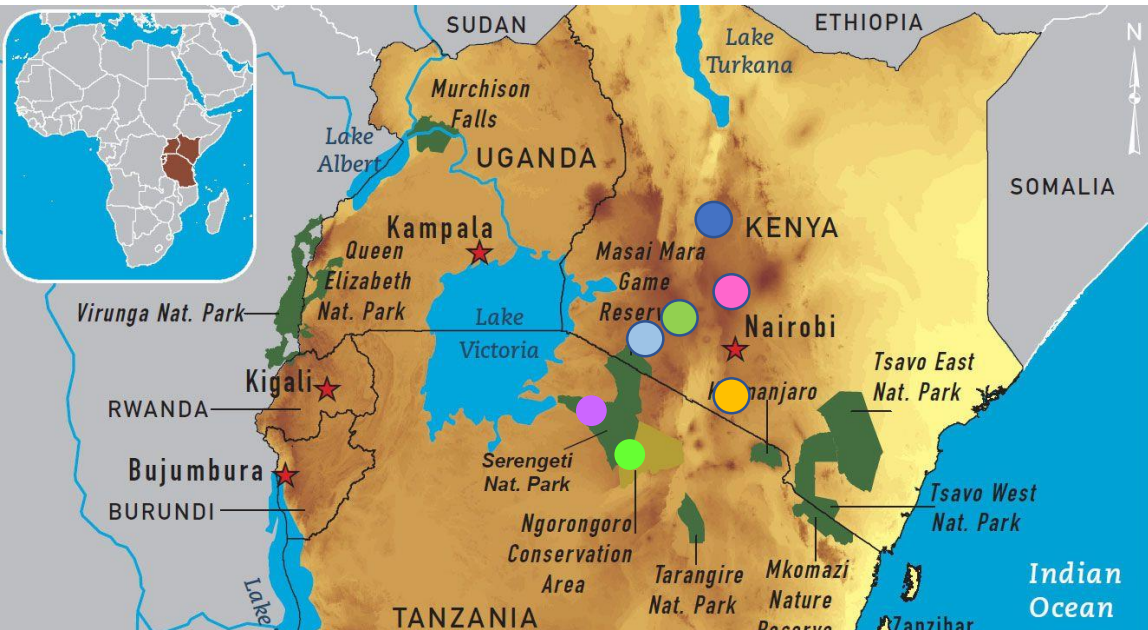 SUDAN
ETHIOPIA
N
Lake
Turkana
Murchison
Falls
Lake
Albert
UGANDA
SOMALIA
Kampala
KENYA
Queen
Elizabeth
Nat. Park
Masai Mara
Game
Virunga Nat. Park
Lake
Victoria
Nairobi
Kigali
Tsavo East
Nat. Park
RWANDA
Serengeti
Nat. Park
Bujumbura
BURUNDI
Tsavo West
Nat. Park
Ngorongoro
Conservation
Area
Tarangire
Nat. Park
Mkomazi
Nature
Lake
Indian
Ocean
TANZANIA
Zanzibar